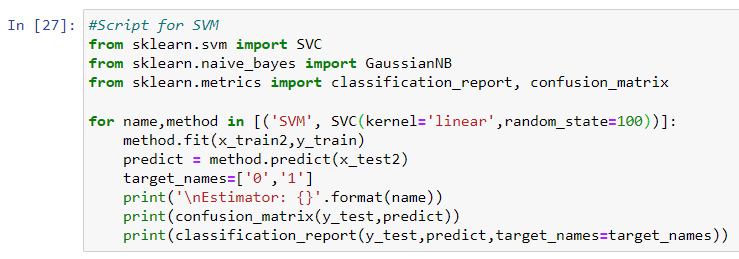 In [27]: #Script for SVM
from sklearn.svm import SVC
from sklearn.naive_bayes import GaussianNB
from sklearn.metrics import classification_report, confusion_matrix

for name,method in [('SVM', SVC(kernel='linear',random_state=100))]:
    method.fit(x_train2,y_train)
    predict = method.predict(x_test2)
    target_names=['0','1']
    print('\nEstimator: {}'.format(name))
    print(confusion_matrix(y_test,predict))
    print(classification_report(y_test,predict,target_names=target_names))